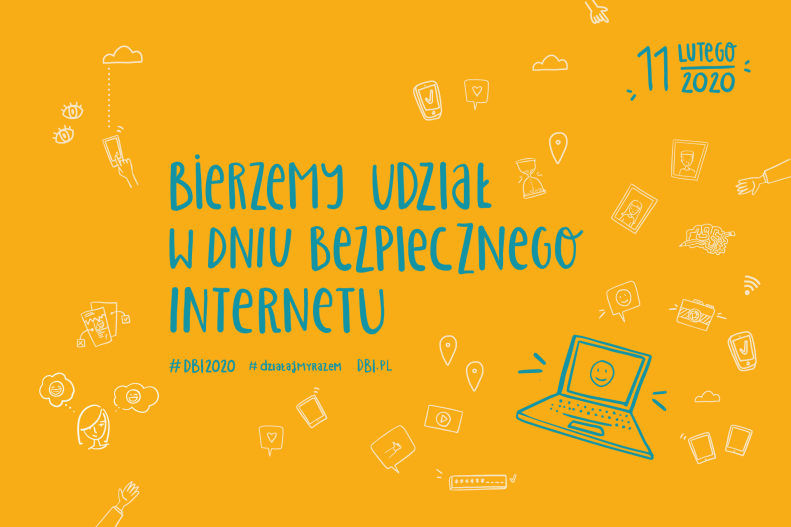 11 LUTEGO
2020
BIERZEMY UDZIAŁ
W DNIU BEZPIECZNEGO
INTERNETU
#DBI2020 #działajmyrazem DBI.PL